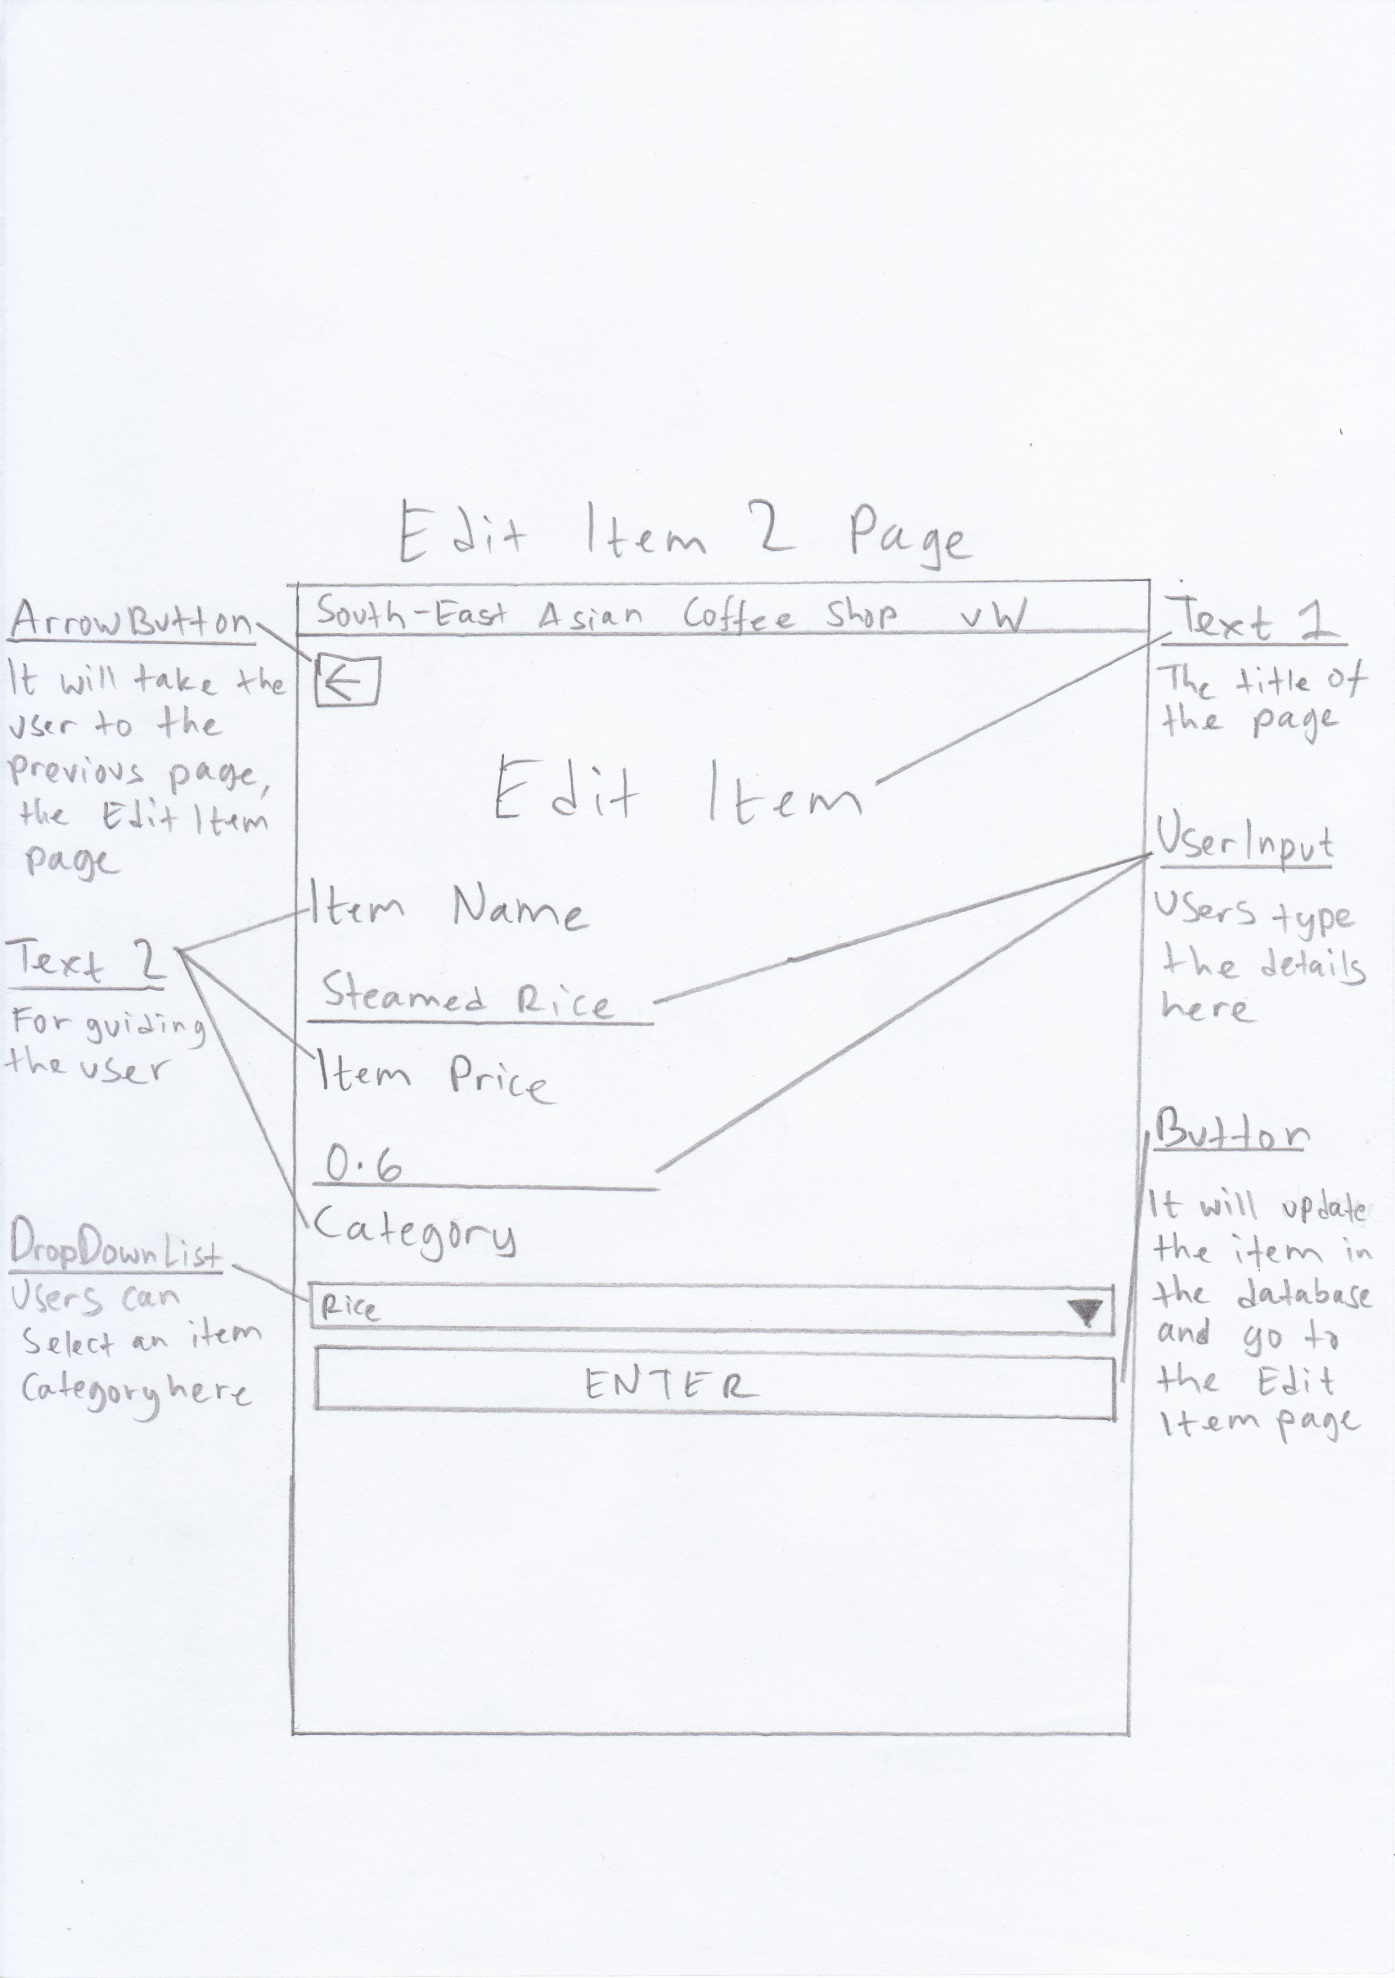 Edit Item 2 Page
South-East Asian Coffee Shop vW
←
Edit Item
Item Name
Steamed Rice
Item Price
0.6
Category
Rice
ENTER
ArrowButton
It will take the
user to the
previous page,
the Edit Item
page
Text 2
For guiding
the user
DropDownList
Users can
Select an item
Category here
Text 1
The title of
the page
UserInput
Users type
the details
here
Button
It will update
the item in
the database
and go to
the Edit
Item page